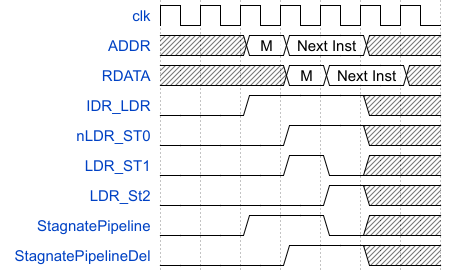 clk
ADDR M Next Inst
RDATA M Next Inst
IDR_LDR
nLDR_ST0
LDR_ST1
LDR_St2
StagnatePipeline
StagnatePipelineDel